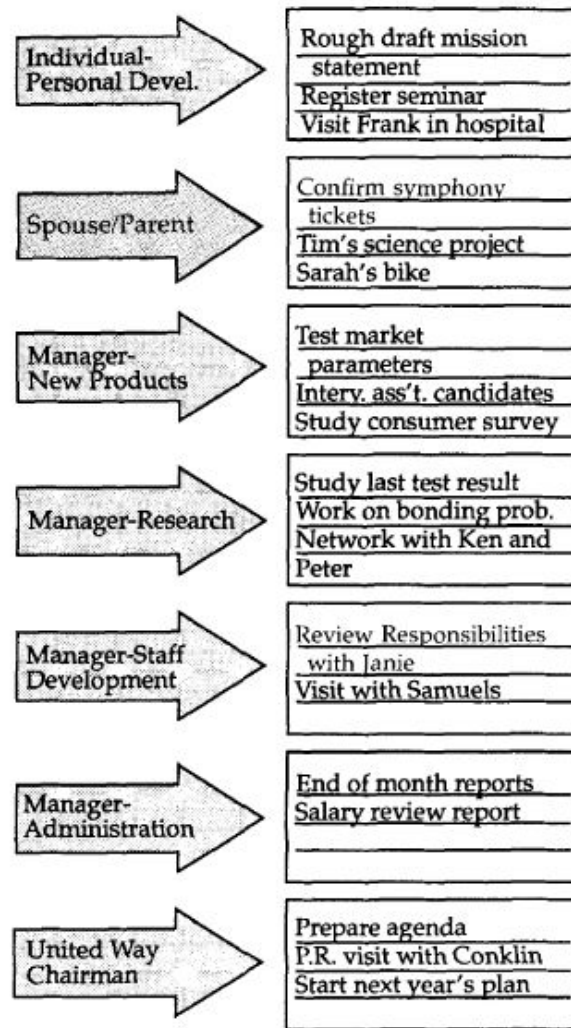 Individual-
Personal Devel.
Rough draft mission
statement
Register seminar
Visit Frank in hospital
Spouse/Parent
Confirm symphony
tickets
Tim's science project
Sarah's bike
Manager-
New Products
Test market
parameters
Interv. ass't. candidates
Study consumer survey
Manager-Research
Study last test result
Work on bonding prob.
Network with Ken and
Peter
Manager-Staff
Development
Review Responsibilities
with Janie
Visit with Samuels
Manager-
Administration
End of month reports
Salary review report
United Way
Chairman
Prepare agenda
P.R. visit with Conklin
Start next year's plan